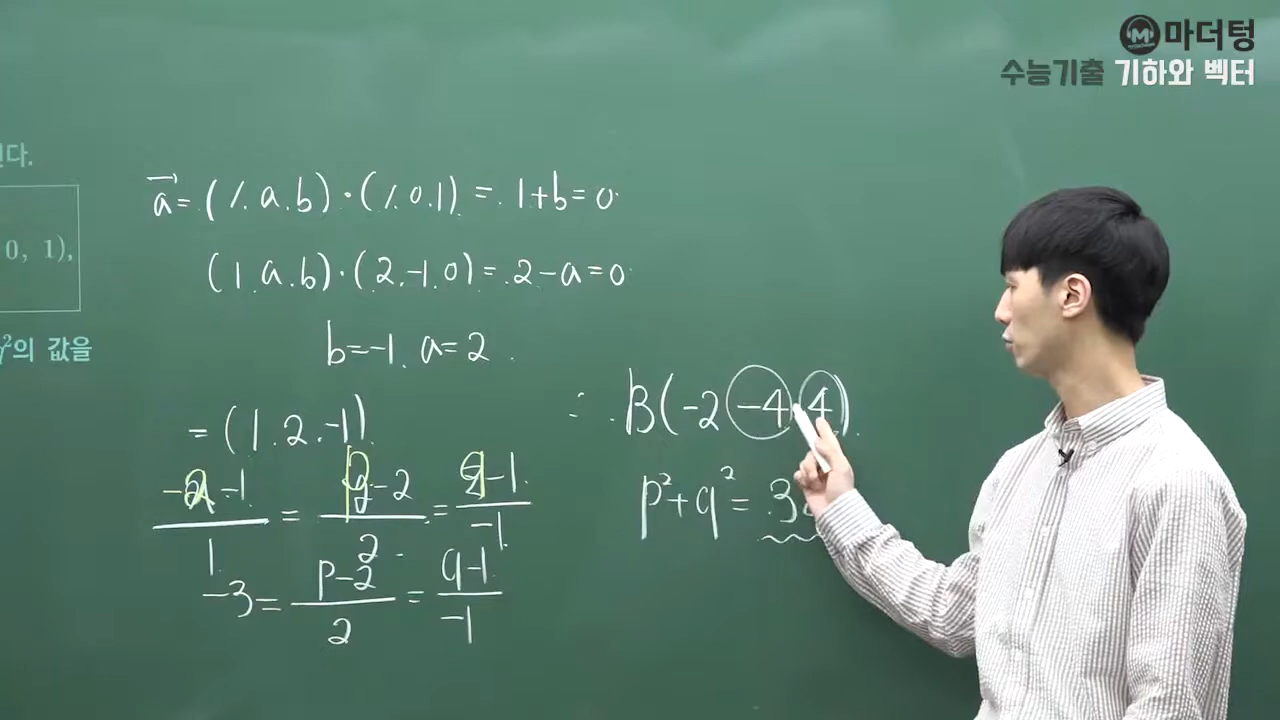 마더텅
수능기출 기하와 벡터
다.
0, 1),
q²의 값을
a⃗ = (1. a. b) · (1. 0. 1) = 1+b=0
(1. a. b) · (2. -1. 0) = 2-a=0
b=-1. a=2
= (1. 2. -1)
-2-1/1 = p-2/2 = q-1/-1
-3 = p-2/2 = q-1/-1
∴ B(-2 -4 4)
p²+q² =